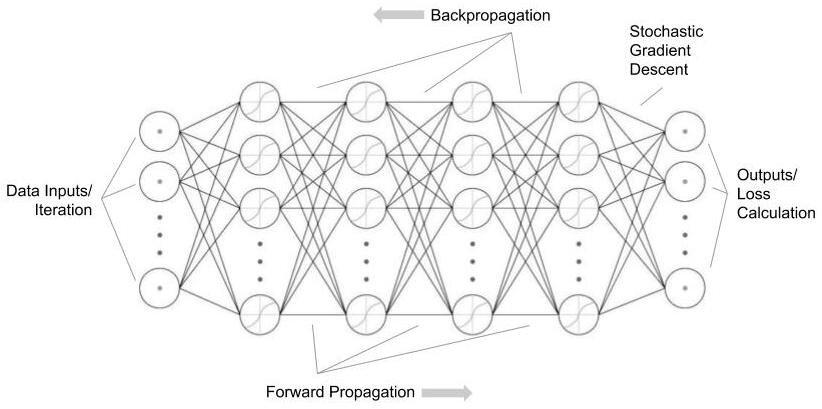 Backpropagation
Stochastic
Gradient
Descent
Data Inputs/
Iteration
Outputs/
Loss
Calculation
Forward Propagation